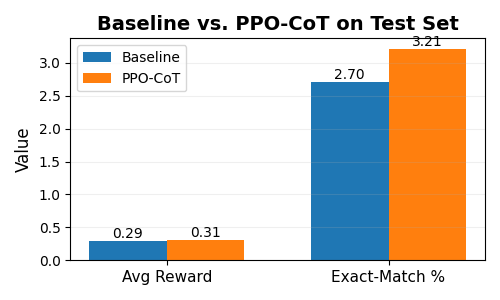 Baseline vs. PPO-CoT on Test Set
Baseline
PPO-CoT
Value
3.0
2.5
2.0
1.5
1.0
0.5
0.0
0.29
0.31
2.70
3.21
Avg Reward
Exact-Match %